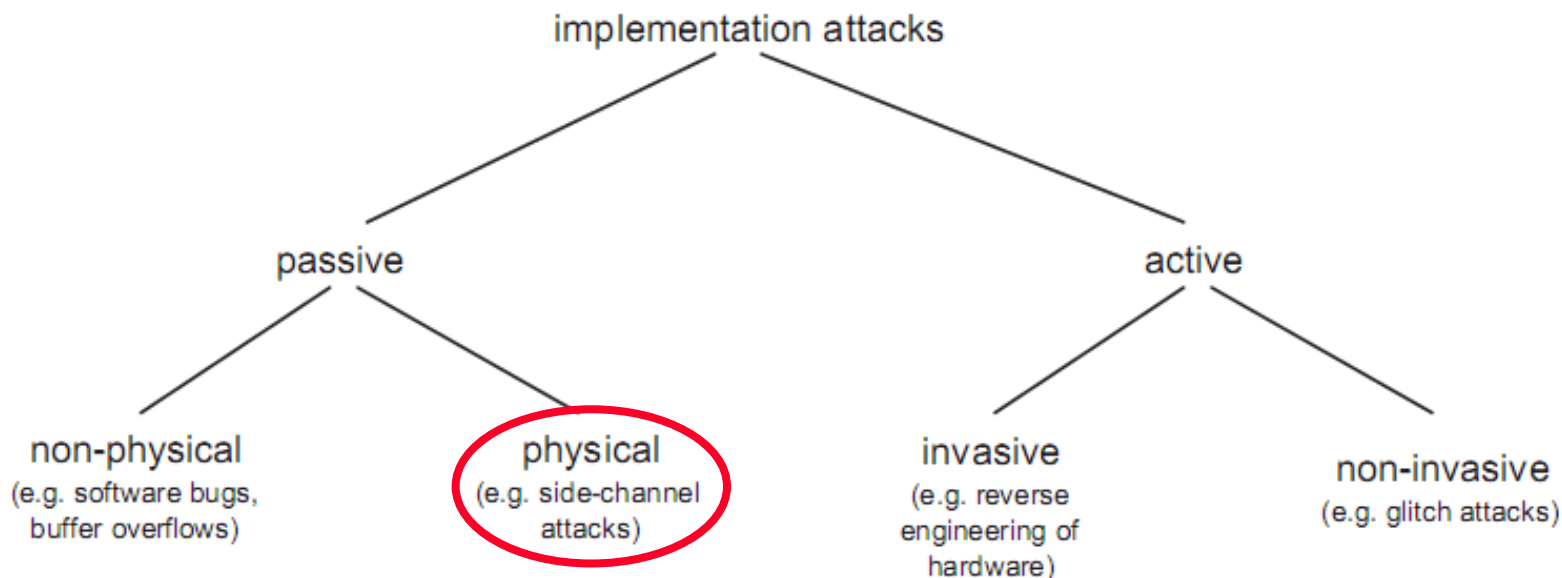 implementation attacks
passive
active
non-physical
(e.g. software bugs,
buffer overflows)
physical
(e.g. side-channel
attacks)
invasive
(e.g. reverse
engineering of
hardware)
non-invasive
(e.g. glitch attacks)